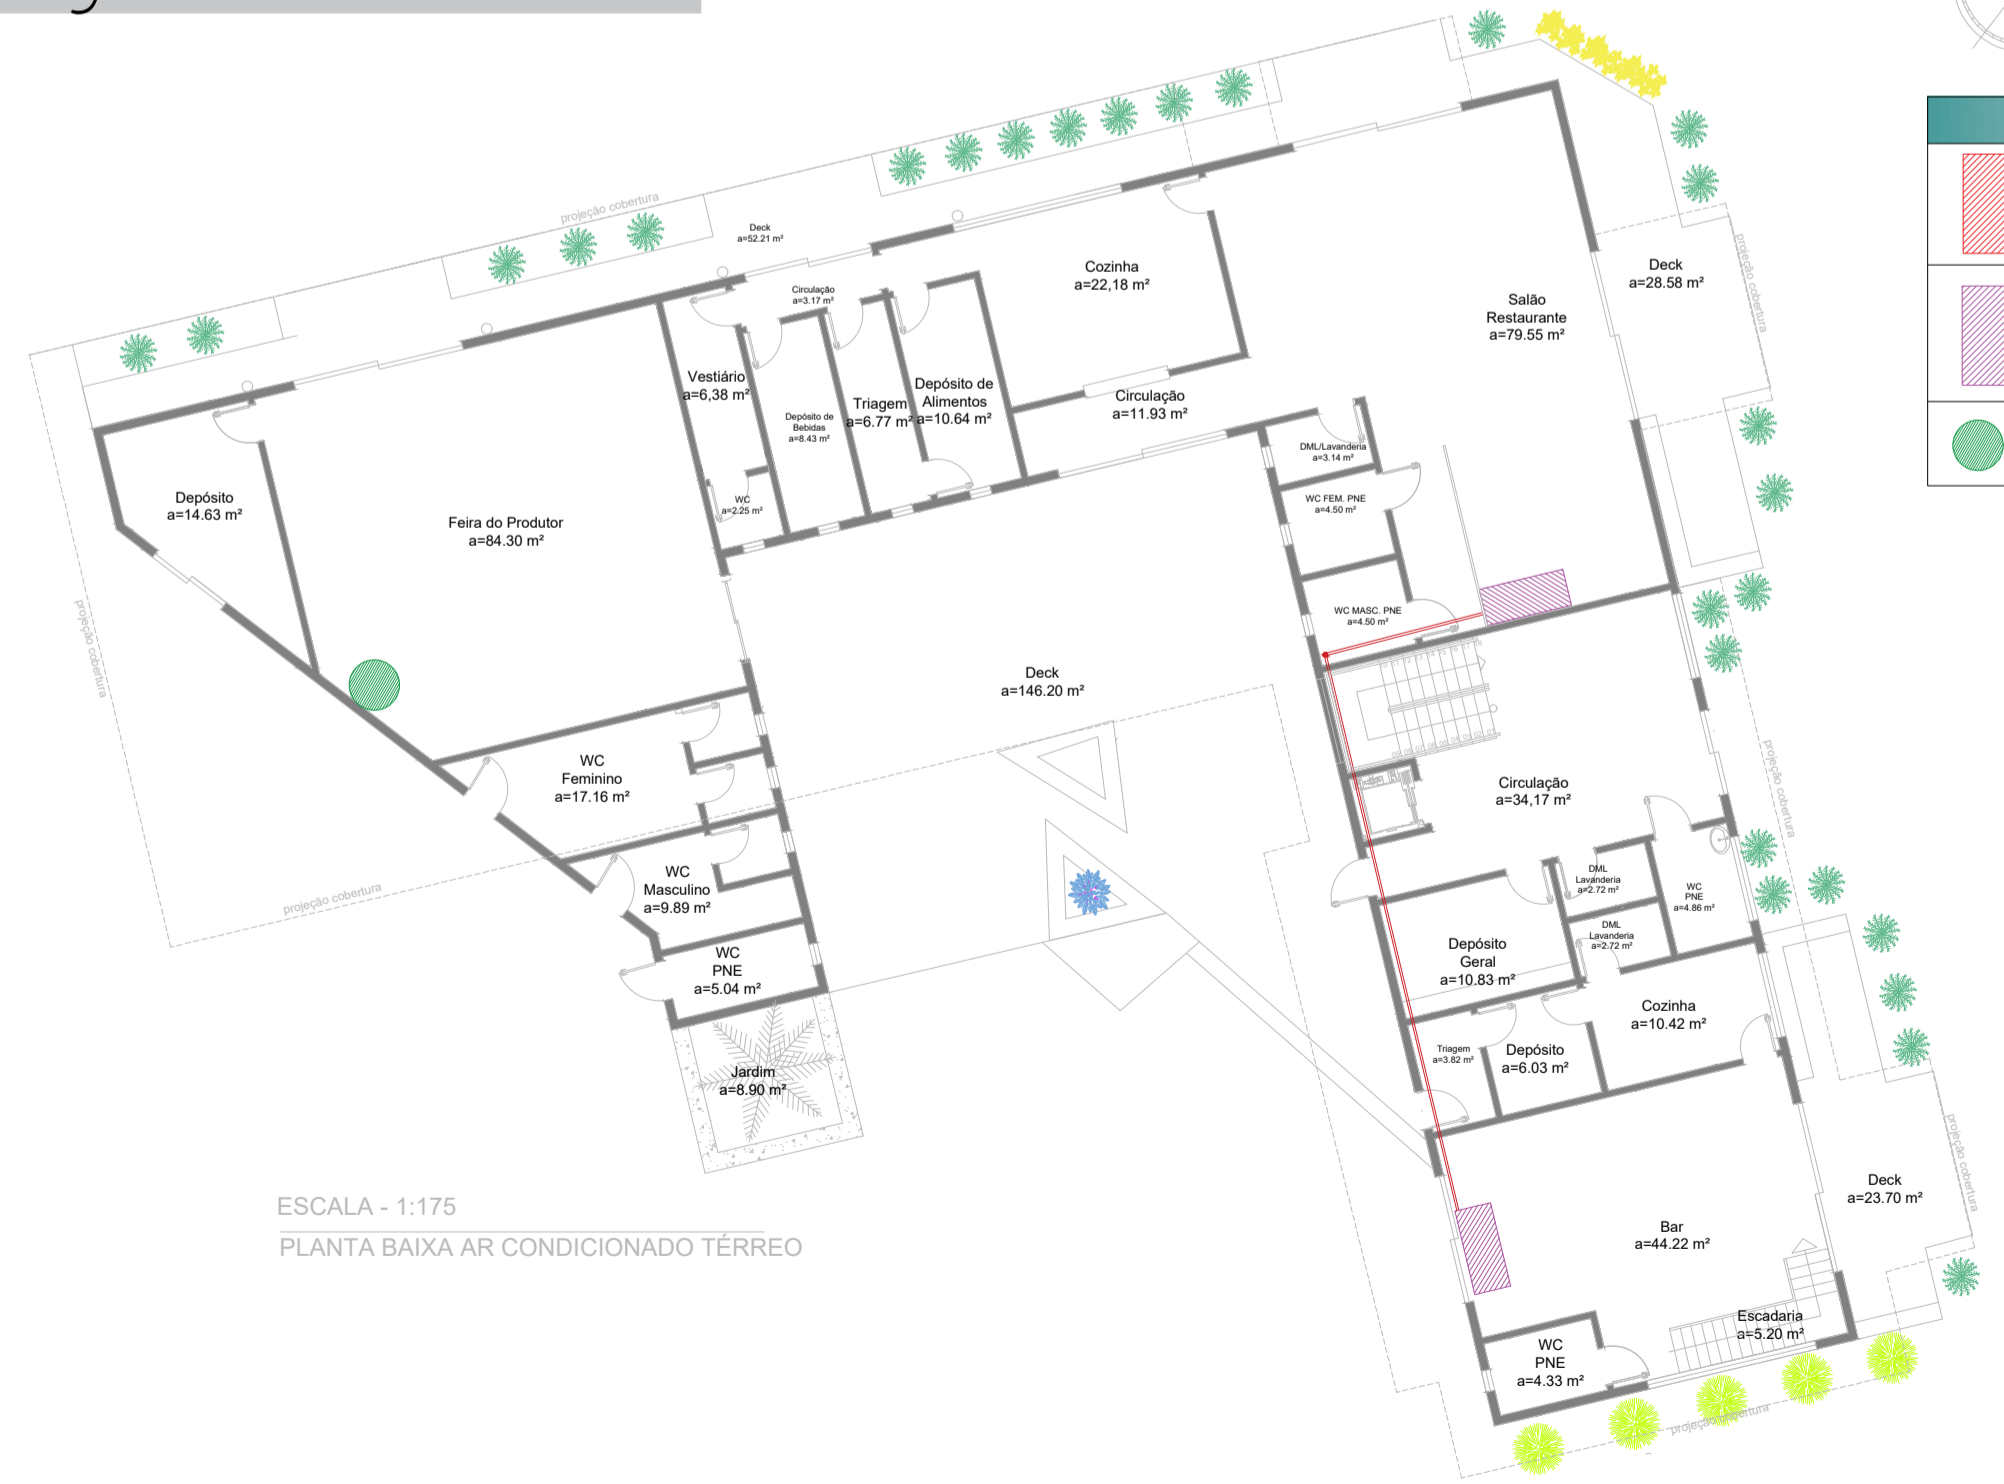 projeção cobertura
Deck
a=52.21 m²
projeção cobertura
Cozinha
a=22,18 m²
Deck
a=28.58 m²
Circulação
a=3.17 m²
Salão
Restaurante
a=79.55 m²
Vestiário
a=6,38 m²
Depósito de
Bebidas
a=8.43 m²
Triagem
a=6.77 m²
Depósito de
Alimentos
a=10.64 m²
Circulação
a=11.93 m²
DML/Lavanderia
a=3.14 m²
Depósito
a=14.63 m²
Feira do Produtor
a=84.30 m²
WC
a=2.25 m²
WC FEM. PNE
a=4.50 m²
WC MASC. PNE
a=4.50 m²
projeção cobertura
Deck
a=146.20 m²
WC
Feminino
a=17.16 m²
Circulação
a=34,17 m²
projeção cobertura
WC
Masculino
a=9.89 m²
projeção cobertura
DML
Lavanderia
a=2.72 m²
WC
PNE
a=4.86 m²
DML
Lavanderia
a=2.72 m²
WC
PNE
a=5.04 m²
Depósito
Geral
a=10.83 m²
Cozinha
a=10.42 m²
Triagem
a=3.82 m²
Depósito
a=6.03 m²
Jardim
a=8.90 m²
projeção cobertura
Deck
a=23.70 m²
Bar
a=44.22 m²
ESCALA - 1:175
PLANTA BAIXA AR CONDICIONADO TÉRREO
Escadaria
a=5.20 m²
WC
PNE
a=4.33 m²
projeção cobertura